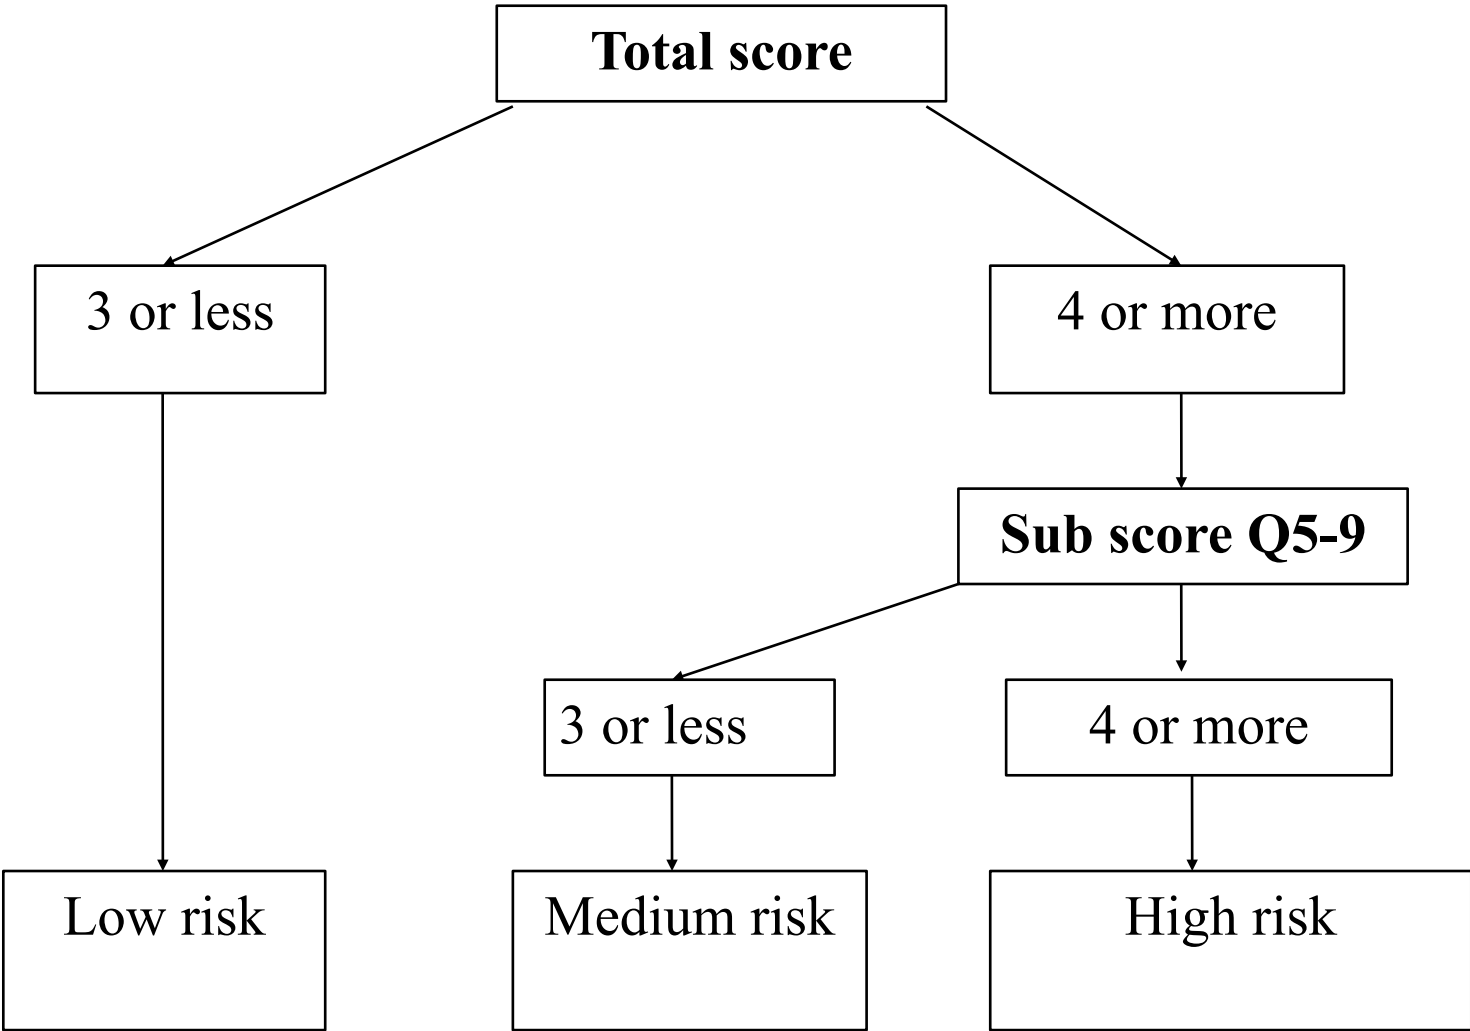 Total score
3 or less
4 or more
Sub score Q5-9
3 or less
4 or more
Low risk
Medium risk
High risk